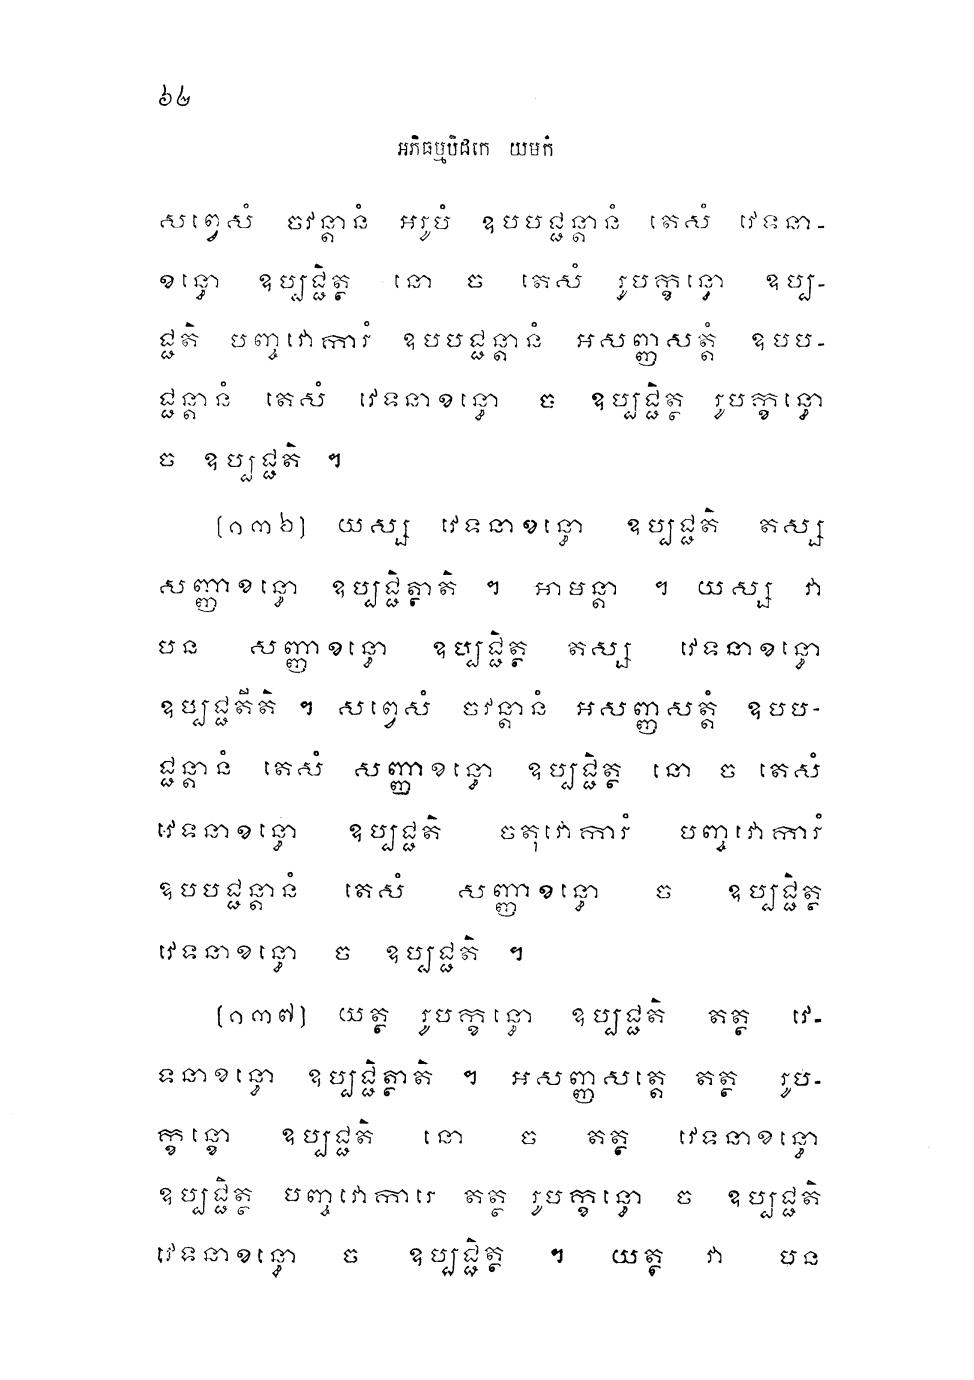 ៦៤
អភិធម្មបិដកេ យមកំ
សព្វេសំ ចវន្តានំ អរូបំ ឧបបជ្ជន្តានំ តេសំ វេទនា-
ខន្ធោ ឧប្បជ្ជិត្ថ នោ ច តេសំ រូបក្ខន្ធោ ឧប្ប-
ជ្ជតិ បញ្ចវោការំ ឧបបជ្ជន្តានំ អសញ្ញសត្តំ ឧបប-
ជ្ជន្តានំ តេសំ វេទនាខន្ធោ ច ឧប្បជ្ជិត្ថ រូបក្ខន្ធោ
ច ឧប្បជ្ជតិ ។
(១៣៦) យស្ស វេទនាខន្ធោ ឧប្បជ្ជតិ តស្ស
សញ្ញាខន្ធោ ឧប្បជ្ជិត្ថាតិ ។ អាមន្តា ។ យស្ស វា
បន សញ្ញាខន្ធោ ឧប្បជ្ជិត្ថ តស្ស វេទនាខន្ធោ
ឧប្បជ្ជតីតិ ។ សព្វេសំ ចវន្តានំ អសញ្ញសត្តំ ឧបប-
ជ្ជន្តានំ តេសំ សញ្ញាខន្ធោ ឧប្បជ្ជិត្ថ នោ ច តេសំ
វេទនាខន្ធោ ឧប្បជ្ជតិ ចតុវោការំ បញ្ចវោការំ
ឧបបជ្ជន្តានំ តេសំ សញ្ញាខន្ធោ ច ឧប្បជ្ជិត្ថ
វេទនាខន្ធោ ច ឧប្បជ្ជតិ ។
(១៣៧) យត្ថ រូបក្ខន្ធោ ឧប្បជ្ជតិ តត្ថ វេ-
ទនាខន្ធោ ឧប្បជ្ជិត្ថាតិ ។ អសញ្ញសត្តេ តត្ថ រូប-
ក្ខន្ធោ ឧប្បជ្ជតិ នោ ច តត្ថ វេទនាខន្ធោ
ឧប្បជ្ជិត្ថ បញ្ចវោការេ តត្ថ រូបក្ខន្ធោ ច ឧប្បជ្ជតិ
វេទនាខន្ធោ ច ឧប្បជ្ជិត្ថ ។ យត្ថ វា បន